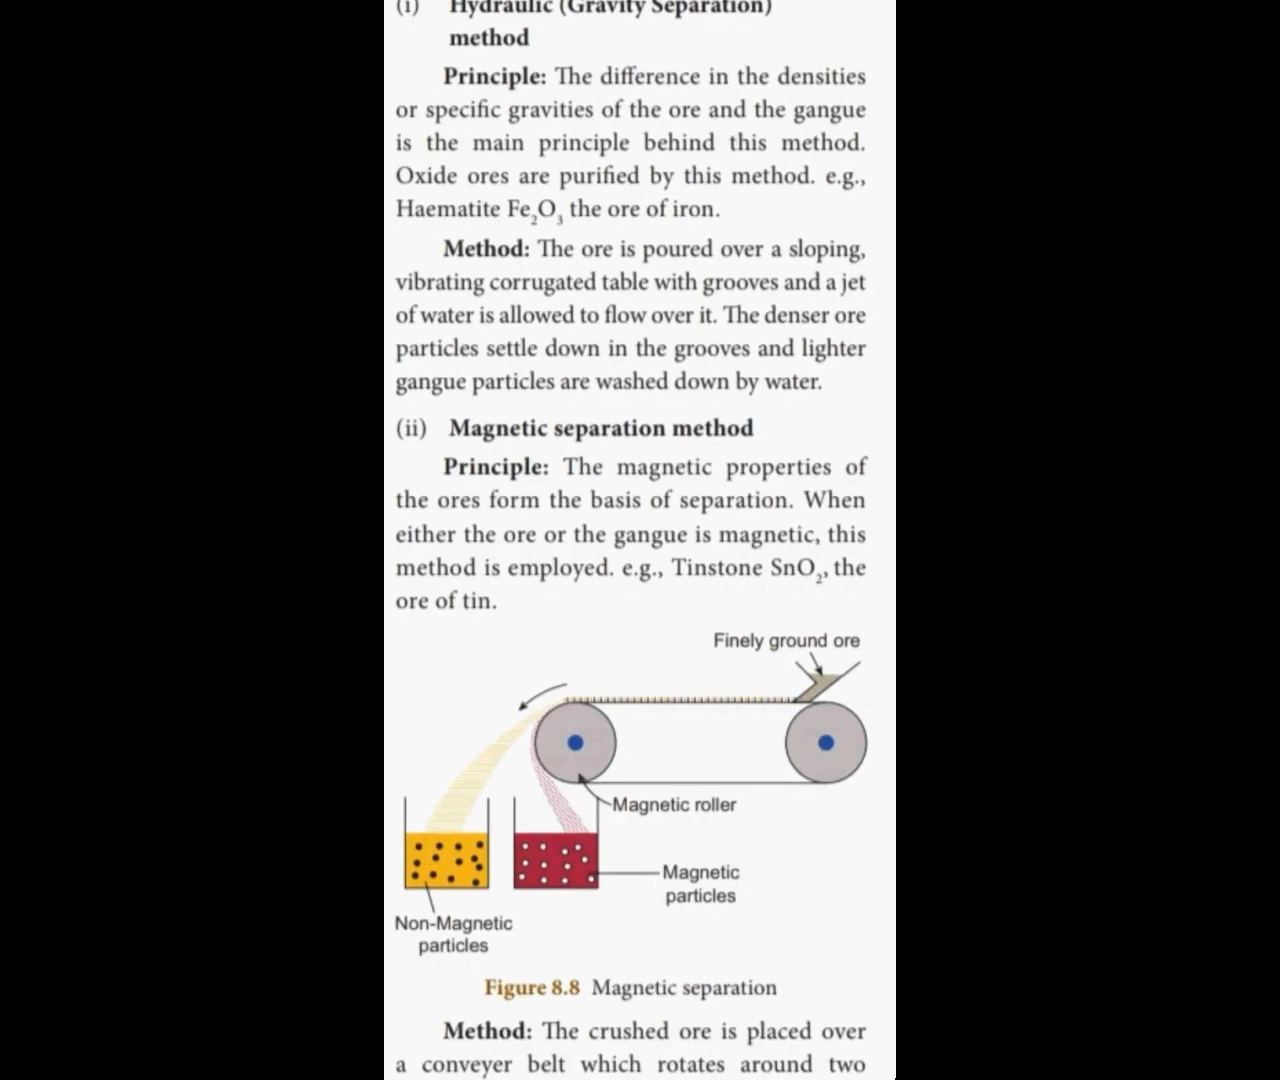 (i) Hydraulic (Gravity Separation)
method
Principle: The difference in the densities
or specific gravities of the ore and the gangue
is the main principle behind this method.
Oxide ores are purified by this method. e.g.,
Haematite Fe₂O₃ the ore of iron.
Method: The ore is poured over a sloping,
vibrating corrugated table with grooves and a jet
of water is allowed to flow over it. The denser ore
particles settle down in the grooves and lighter
gangue particles are washed down by water.
(ii) Magnetic separation method
Principle: The magnetic properties of
the ores form the basis of separation. When
either the ore or the gangue is magnetic, this
method is employed. e.g., Tinstone SnO₂, the
ore of tin.
Finely ground ore
Magnetic roller
Magnetic
particles
Non-Magnetic
particles
Figure 8.8 Magnetic separation
Method: The crushed ore is placed over
a conveyer belt which rotates around two